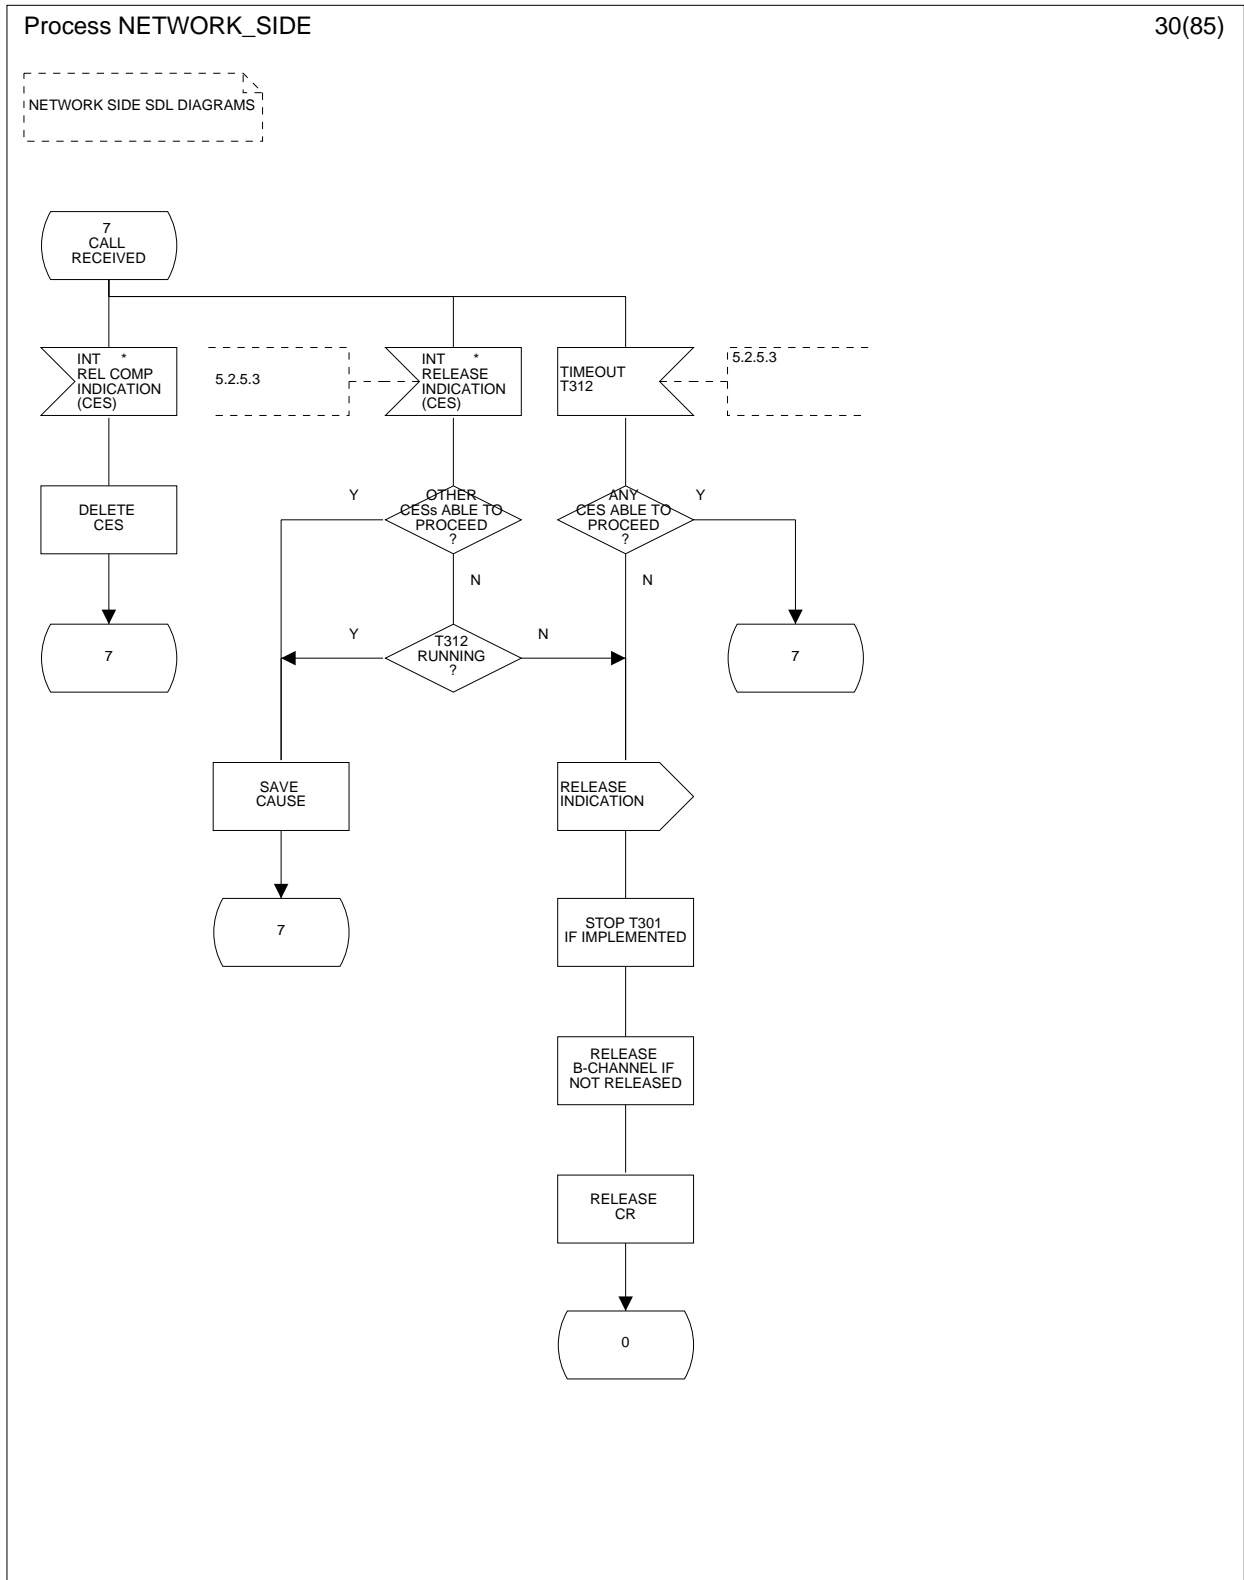 Process NETWORK_SIDE
30(85)
NETWORK SIDE SDL DIAGRAMS
7
CALL
RECEIVED
INT *
REL COMP
INDICATION
(CES)
5.2.5.3
INT *
RELEASE
INDICATION
(CES)
TIMEOUT
T312
5.2.5.3
DELETE
CES
Y
OTHER
CESs ABLE TO
PROCEED
?
N
ANY
CES ABLE TO
PROCEED
?
Y
N
7
Y
T312
RUNNING
?
N
7
SAVE
CAUSE
RELEASE
INDICATION
7
STOP T301
IF IMPLEMENTED
RELEASE
B-CHANNEL IF
NOT RELEASED
RELEASE
CR
0